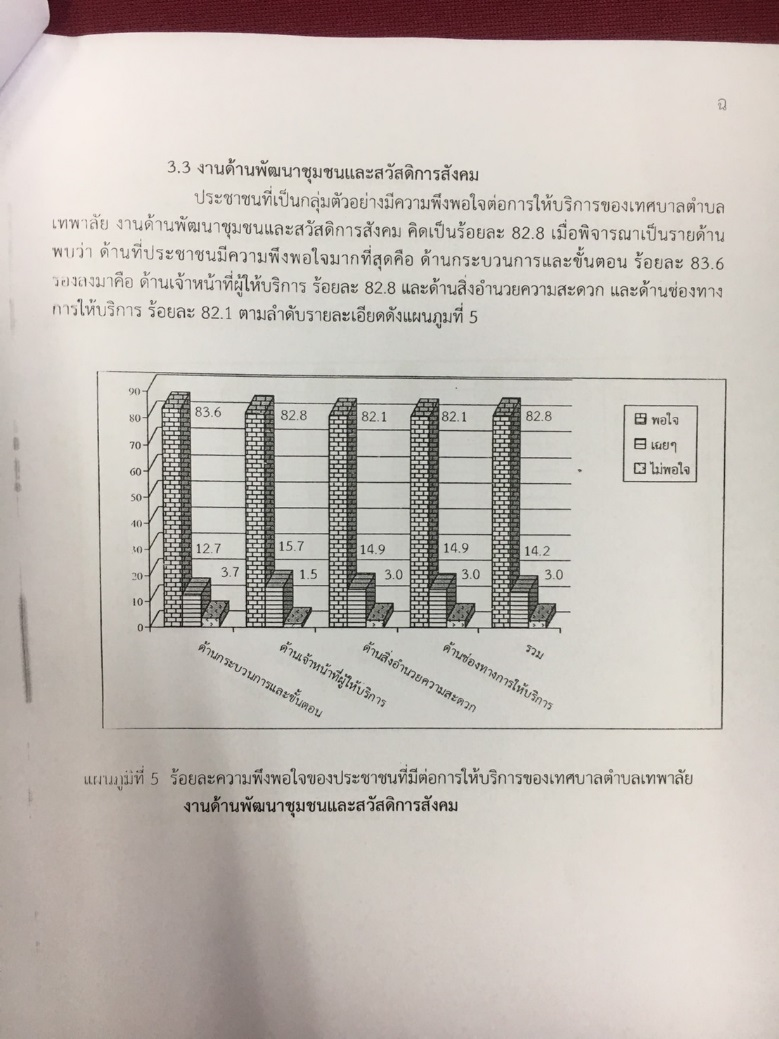 ฉ
3.3 งานด้านพัฒนาชุมชนและสวัสดิการสังคม
ประชาชนที่เป็นกลุ่มตัวอย่างมีความพึงพอใจต่อการให้บริการของเทศบาลตำบล
เทพาลัย งานด้านพัฒนาชุมชนและสวัสดิการสังคม คิดเป็นร้อยละ 82.8 เมื่อพิจารณาเป็นรายด้าน
พบว่า ด้านที่ประชาชนมีความพึงพอใจมากที่สุดคือ ด้านกระบวนการและขั้นตอน ร้อยละ 83.6
รองลงมาคือ ด้านเจ้าหน้าที่ผู้ให้บริการ ร้อยละ 82.8 และด้านสิ่งอำนวยความสะดวก และด้านช่องทาง
การให้บริการ ร้อยละ 82.1 ตามลำดับรายละเอียดดังแผนภูมที่ 5
90
80
70
60
50
40
30
20
10
0
83.6 82.8 82.1 82.1 82.8
12.7 15.7 14.9 14.9 14.2
3.7 1.5 3.0 3.0 3.0
พอใจ
เฉยๆ
ไม่พอใจ
ด้านกระบวนการและขั้นตอน
ด้านเจ้าหน้าที่ผู้ให้บริการ
ด้านสิ่งอำนวยความสะดวก
ด้านช่องทางการให้บริการ
รวม
แผนภูมิที่ 5 ร้อยละความพึงพอใจของประชาชนที่มีต่อการให้บริการของเทศบาลตำบลเทพาลัย
งานด้านพัฒนาชุมชนและสวัสดิการสังคม